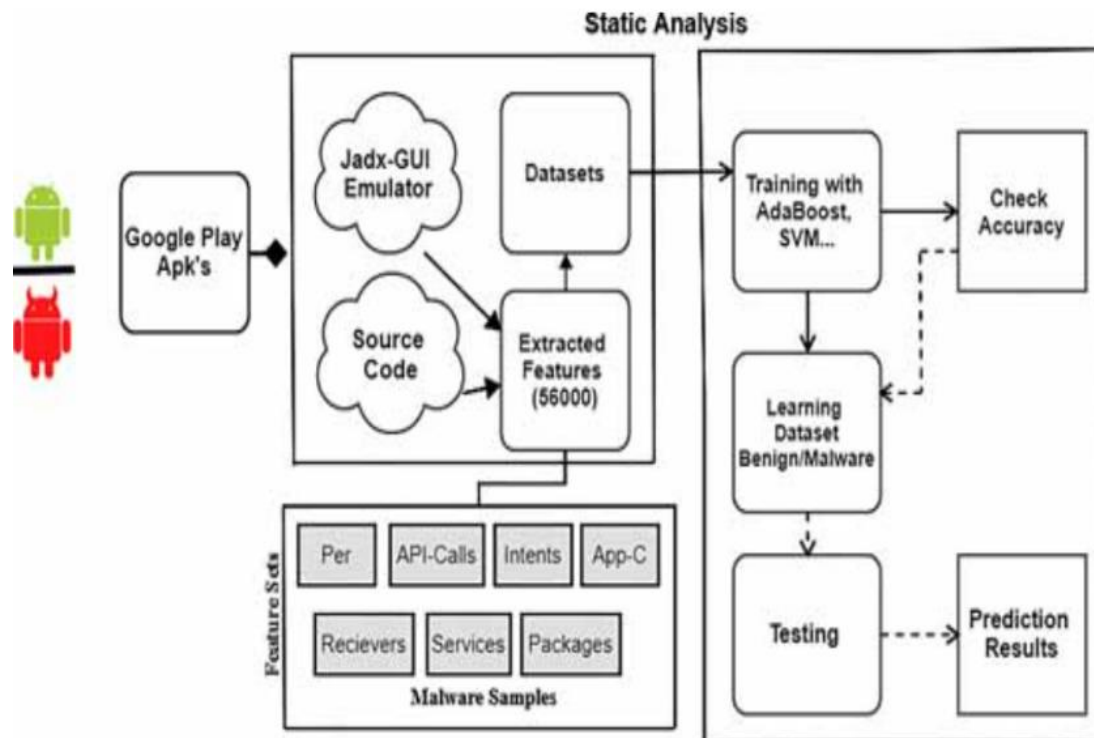 Static Analysis
Google Play
Apk's
Jadx-GUI
Emulator
Source
Code
Datasets
Extracted
Features
(56000)
Feature Sets
Per
API-Calls
Intents
App-C
Recievers
Services
Packages
Malware Samples
Training with
AdaBoost,
SVM...
Check
Accuracy
Learning
Dataset
Benign/Malware
Testing
Prediction
Results